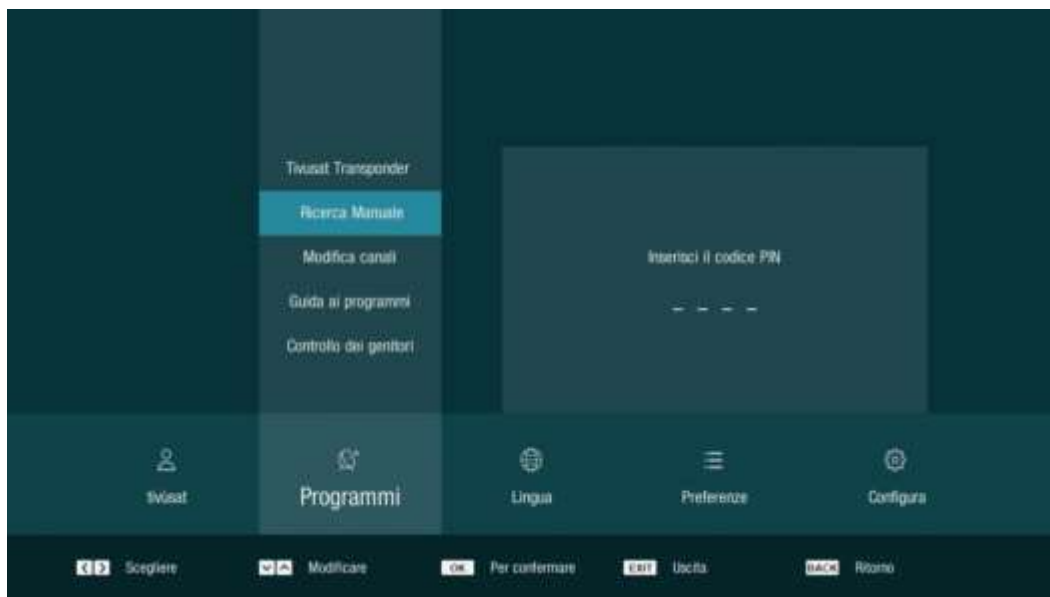 Tivusat Transponder
Ricerca Manuale
Modifica canali
Guida ai programmi
Controllo dei genitori
Inserisci il codice PIN
_ _ _ _
tivùsat
Programmi
Lingua
Preferenze
Configura
Scegliere
Modificare
OK Per confermare
EXIT Uscita
BACK Ritorno